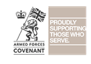 ARMED FORCES
COVENANT
PROUDLY
SUPPORTING
THOSE WHO
SERVE.